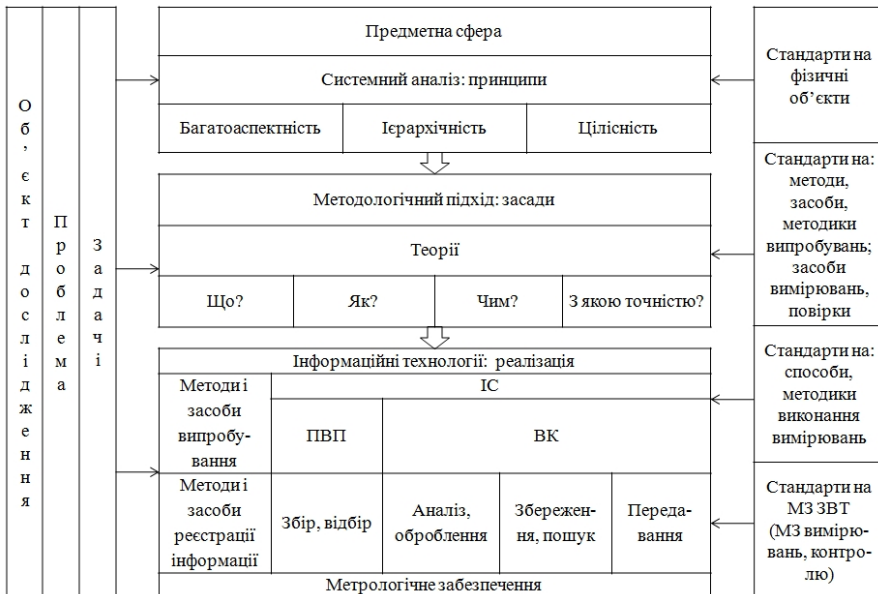 Об’єкт дослідження
Проблема
Задачі
Предметна сфера
Системний аналіз: принципи
Багатоаспектність
Ієрархічність
Цілісність
Методологічний підхід: засади
Теорії
Що?
Як?
Чим?
З якою точністю?
Інформаційні технології: реалізація
Методи і
засоби
випробу-
вання
ІС
ПВП
ВК
Методи і
засоби
реєстрації
інформації
Збір, відбір
Аналіз,
оброблення
Збережен-
ня, пошук
Переда-
вання
Метрологічне забезпечення
Стандарти на
фізичні
об’єкти
Стандарти на:
методи,
засоби,
методики
випробувань;
засоби
вимірювань,
повірки
Стандарти на:
способи,
методики
виконання
вимірювань
Стандарти на
МЗ ЗВТ
(МЗ вимірю-
вань, контро-
лю)